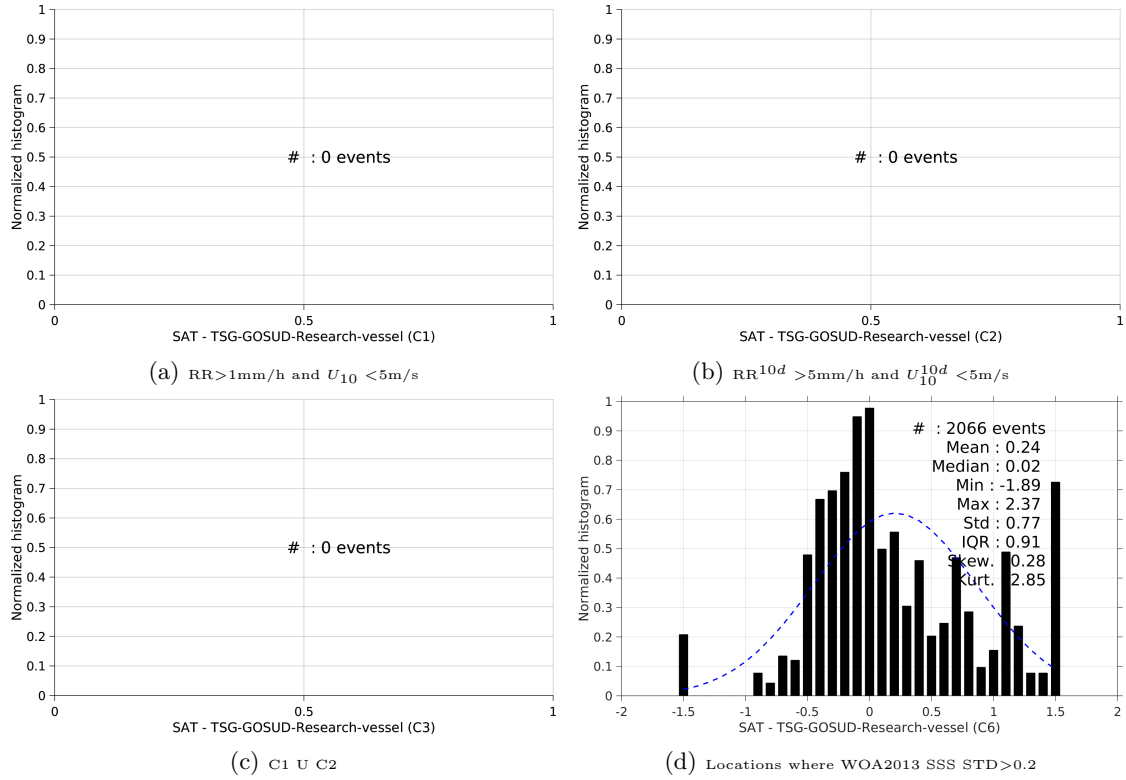 1
0.9
0.8
0.7
0.6
0.5
0.4
0.3
0.2
0.1
0
Normalized histogram
# : 0 events
0 0.5 1
SAT - TSG-GOSUD-Research-vessel (C1)
(a) RR>1mm/h and U10 <5m/s
1
0.9
0.8
0.7
0.6
0.5
0.4
0.3
0.2
0.1
0
Normalized histogram
# : 0 events
0 0.5 1
SAT - TSG-GOSUD-Research-vessel (C2)
(b) RR10d >5mm/h and U10d10 <5m/s
1
0.9
0.8
0.7
0.6
0.5
0.4
0.3
0.2
0.1
0
Normalized histogram
# : 0 events
0 0.5 1
SAT - TSG-GOSUD-Research-vessel (C3)
(c) C1 U C2
1
0.9
0.8
0.7
0.6
0.5
0.4
0.3
0.2
0.1
0
Normalized histogram
# : 2066 events
Mean : 0.24
Median : 0.02
Min : -1.89
Max : 2.37
Std : 0.77
IQR : 0.91
Skew. : 0.28
Kurt. : 2.85
-2 -1.5 -1 -0.5 0 0.5 1 1.5 2
SAT - TSG-GOSUD-Research-vessel (C6)
(d) Locations where WOA2013 SSS STD>0.2